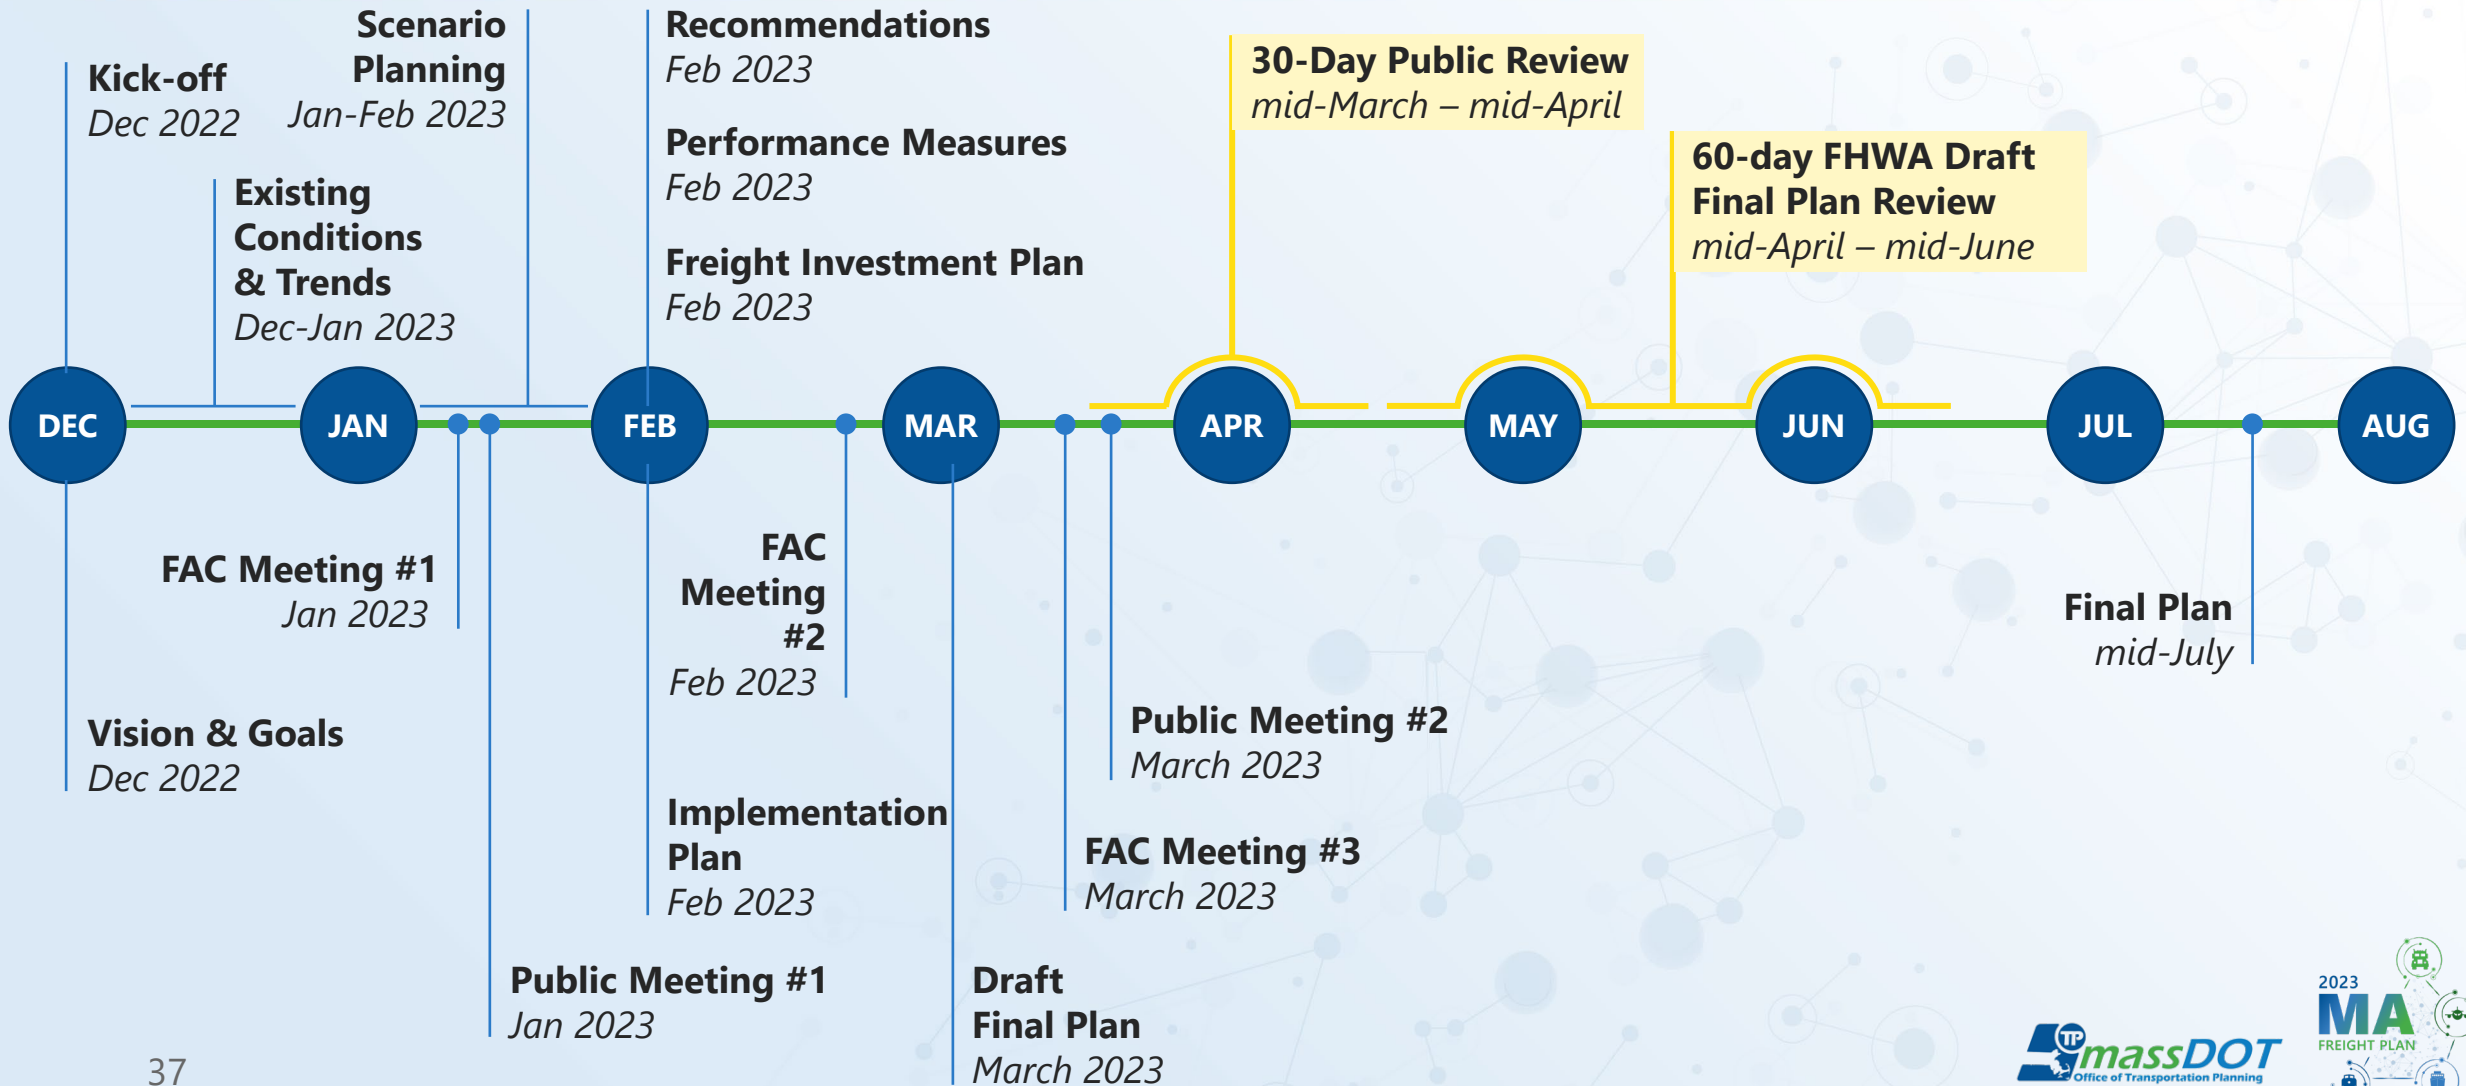 Kick-off
Dec 2022
Scenario
Planning
Jan-Feb 2023
Existing
Conditions
& Trends
Dec-Jan 2023
Recommendations
Feb 2023
Performance Measures
Feb 2023
Freight Investment Plan
Feb 2023
30-Day Public Review
mid-March – mid-April
60-day FHWA Draft
Final Plan Review
mid-April – mid-June
DEC
JAN
FEB
MAR
APR
MAY
JUN
JUL
AUG
FAC Meeting #1
Jan 2023
Vision & Goals
Dec 2022
Public Meeting #1
Jan 2023
FAC
Meeting
#2
Feb 2023
Implementation
Plan
Feb 2023
Draft
Final Plan
March 2023
Public Meeting #2
March 2023
FAC Meeting #3
March 2023
Final Plan
mid-July
37
TP
massDOT
Office of Transportation Planning
2023
MA
FREIGHT PLAN